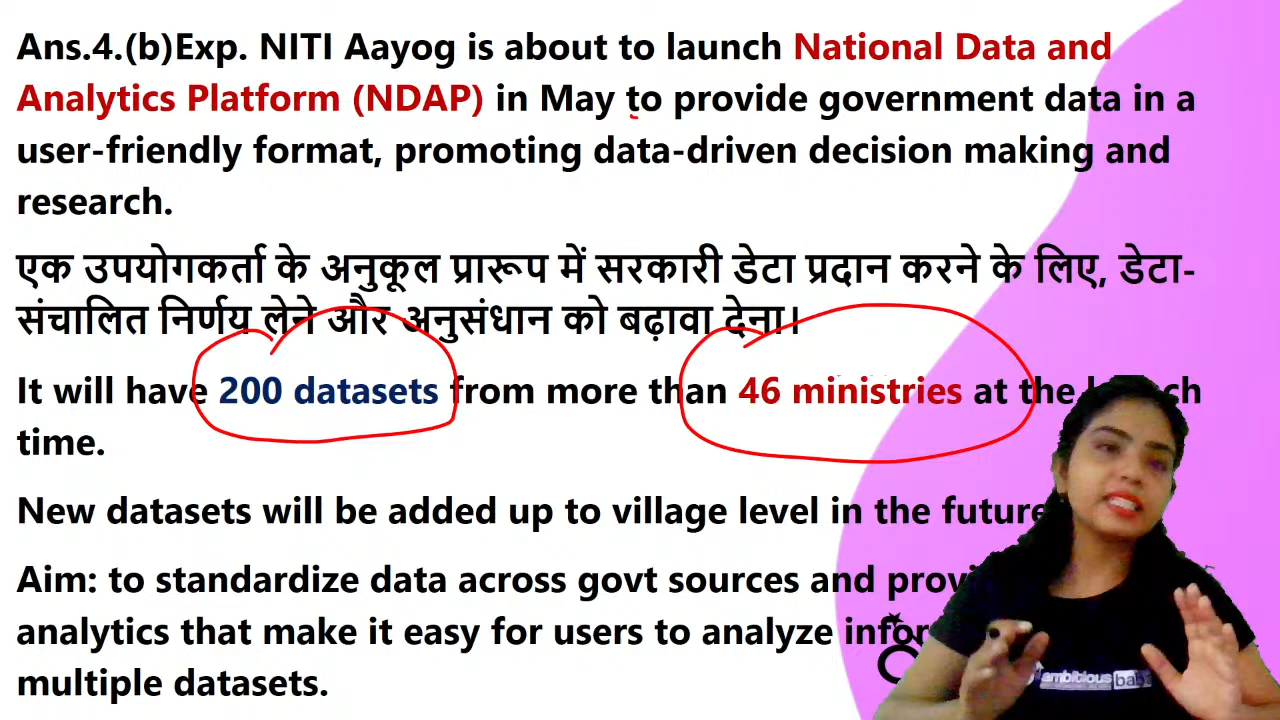 Ans.4.(b)Exp. NITI Aayog is about to launch National Data and
Analytics Platform (NDAP) in May to provide government data in a
user-friendly format, promoting data-driven decision making and
research.
एक उपयोगकर्ता के अनुकूल प्रारूप में सरकारी डेटा प्रदान करने के लिए, डेटा-
संचालित निर्णय लेने और अनुसंधान को बढ़ावा देना।
It will have 200 datasets from more than 46 ministries at the
time.
New datasets will be added up to village level in the future
Aim: to standardize data across govt sources and
analytics that make it easy for users to analyze
multiple datasets.
ambitious